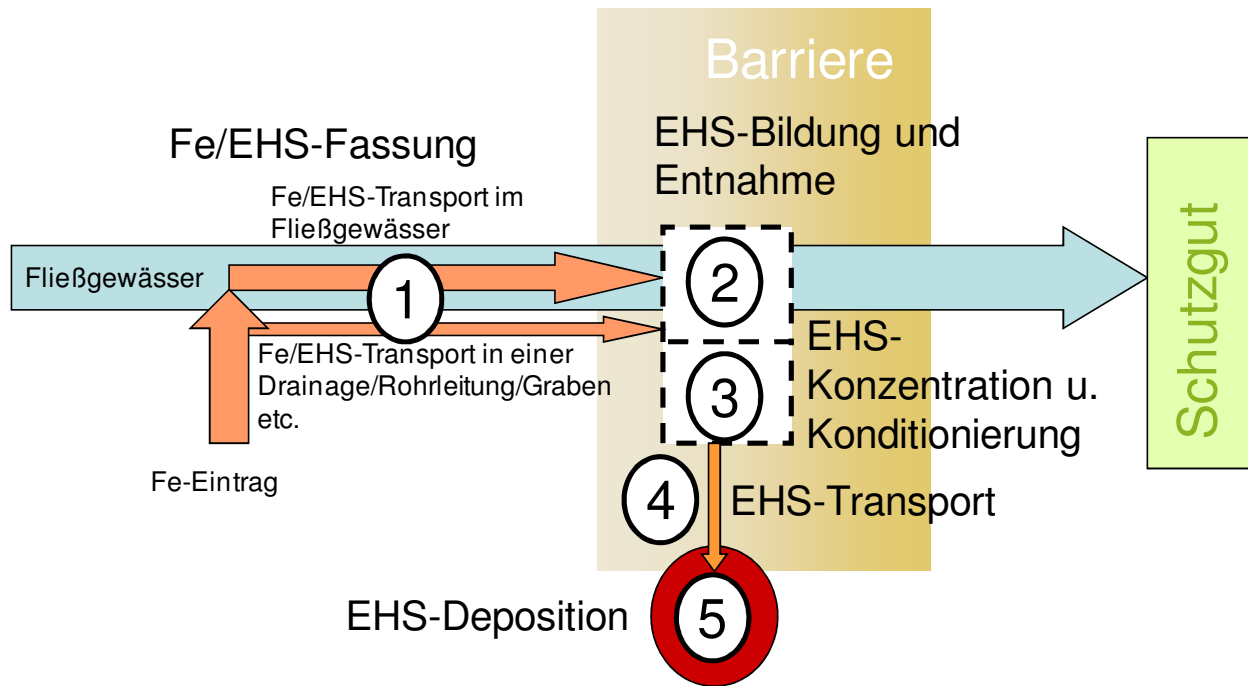 Barriere
EHS-Bildung und
Entnahme
Fe/EHS-Fassung
Fe/EHS-Transport im
Fließgewässer
Fließgewässer
1
2
Fe/EHS-Transport in einer
Drainage/Rohrleitung/Graben
etc.
EHS-
Konzentration u.
Konditionierung
3
Schutzgut
Fe-Eintrag
4
EHS-Transport
EHS-Deposition
5